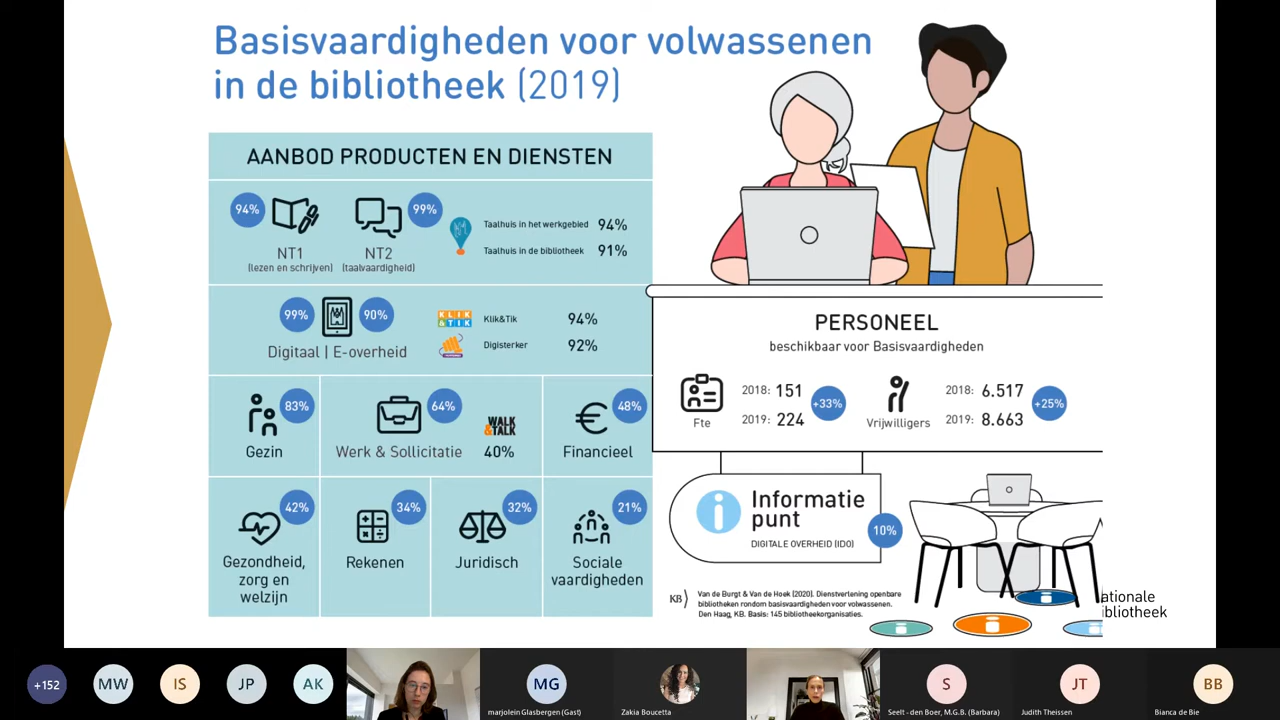 Basisvaardigheden voor volwassenen
in de bibliotheek (2019)
AANBOD PRODUCTEN EN DIENSTEN
94%
NT1
(lezen en schrijven)
99%
NT2
(taalvaardigheid)
Taalhuis in het werkgebied 94%
Taalhuis in de bibliotheek 91%
99% 90%
Digitaal | E-overheid
KLIK
&TIK
Klik&Tik 94%
Digisterker 92%
83%
Gezin
64%
Werk & Sollicitatie
WALK
&TALK
40%
48%
Financieel
42%
Gezondheid,
zorg en
welzijn
34%
Rekenen
32%
Juridisch
21%
Sociale
vaardigheden
PERSONEEL
beschikbaar voor Basisvaardigheden
Fte
2018: 151
2019: 224
+33%
Vrijwilligers
2018: 6.517
2019: 8.663
+25%
i
Informatie
punt
DIGITALE OVERHEID (IDO)
10%
KB
Van de Burgt & Van de Hoek (2020). Dienstverlening openbare
bibliotheken rondom basisvaardigheden voor volwassenen.
Den Haag, KB. Basis: 145 bibliotheekorganisaties.
ationale
ibliotheek
+152
MW
IS
JP
AK
MG
marjolein Glasbergen (Gast)
Zakia Boucetta
S
Seelt - den Boer, M.G.B. (Barbara)
JT
Judith Theissen
BB
Bianca de Bie